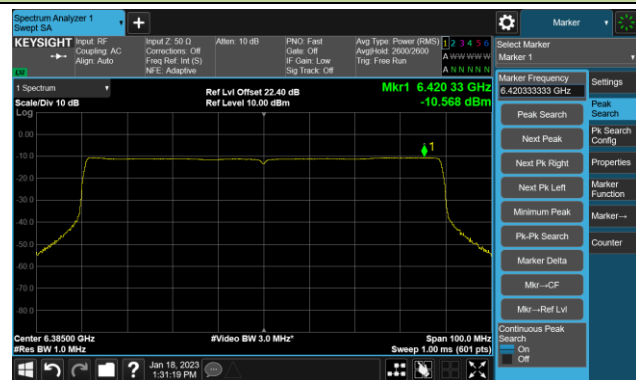 Spectrum Analyzer 1
Swept SA
Marker
KEYSIGHT
Input: RF
Coupling: AC
Align: Auto
Input Z: 50 Ω
Corrections: Off
Freq Ref: Int (S)
NFE: Adaptive
Atten: 10 dB
PNO: Fast
Gate: Off
IF Gain: Low
Sig Track: Off
Avg Type: Power (RMS)
Avg|Hold: 2600/2600
Trig: Free Run
1 2 3 4 5 6
A W W W W W
A N N N N N
LW
Select Marker
Marker 1
1 Spectrum
Scale/Div 10 dB
Log
Ref Lvl Offset 22.40 dB
Ref Level 10.00 dBm
Mkr1 6.420 33 GHz
-10.568 dBm
0.00
-10.0
-20.0
-30.0
-40.0
-50.0
-60.0
-70.0
-80.0
1
Center 6.38500 GHz
#Res BW 1.0 MHz
#Video BW 3.0 MHz*
Span 100.0 MHz
Sweep 1.00 ms (601 pts)
Marker Frequency
6.420333333 GHz
Peak Search
Next Peak
Next Pk Right
Next Pk Left
Minimum Peak
Pk-Pk Search
Marker Delta
Mkr→CF
Mkr→Ref Lvl
Continuous Peak
Search
On
Off
Settings
Peak
Search
Pk Search
Config
Properties
Marker
Function
Marker→
Counter
?
Jan 18, 2023
1:31:19 PM